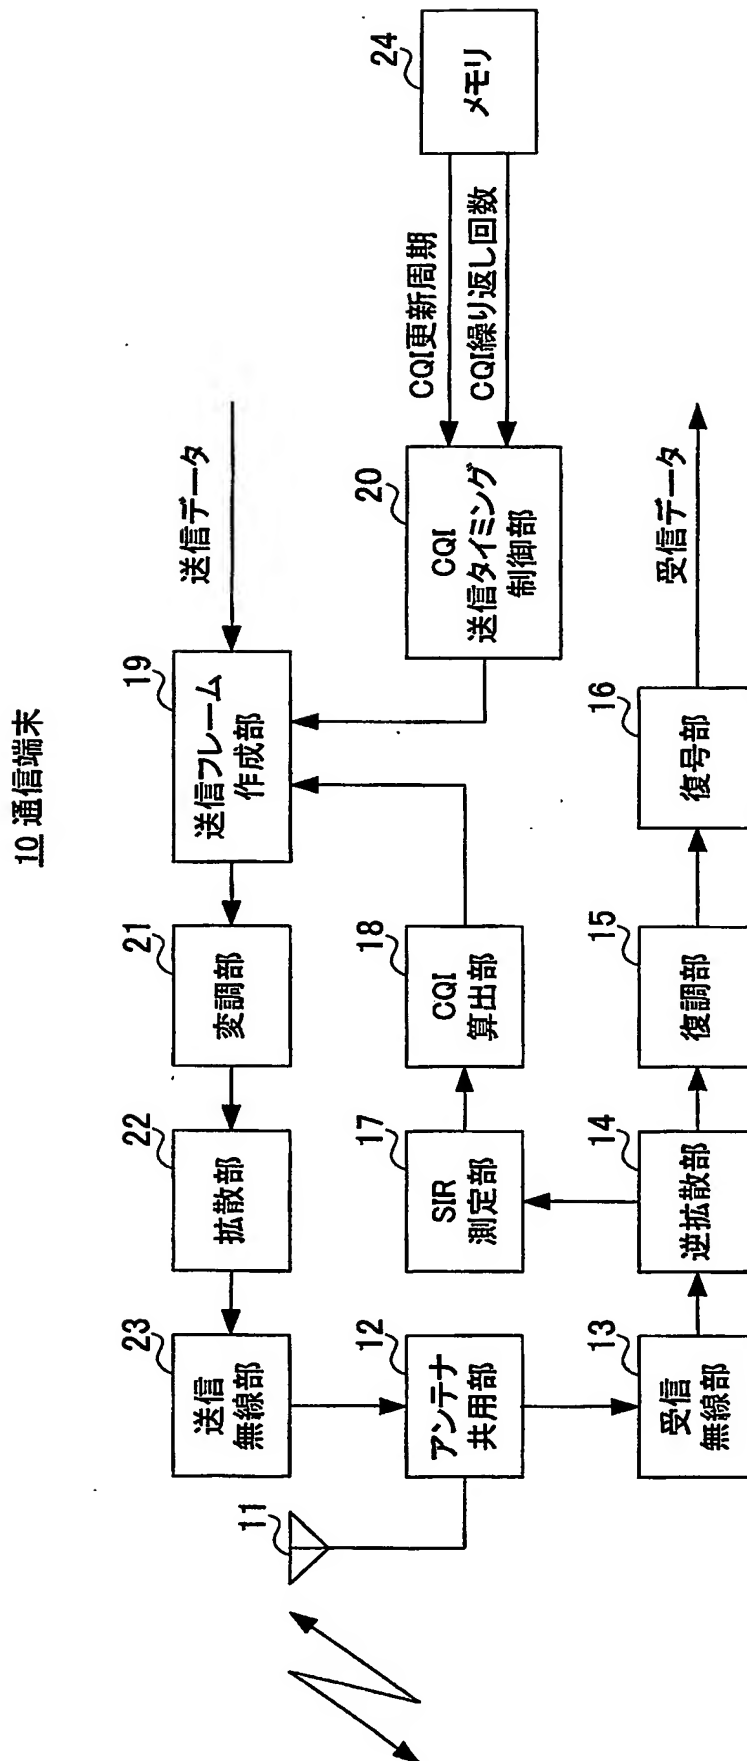 10 通信端末
11
23
送信
無線部
22
拡散部
21
変調部
19
送信フレーム
作成部
送信データ
12
アンテナ
共用部
17
SIR
測定部
18
CQI
算出部
20
CQI
送信タイミング
制御部
CQI更新周期
CQI繰り返し回数
24
メモリ
13
受信
無線部
14
逆拡散部
15
復調部
16
復号部
受信データ